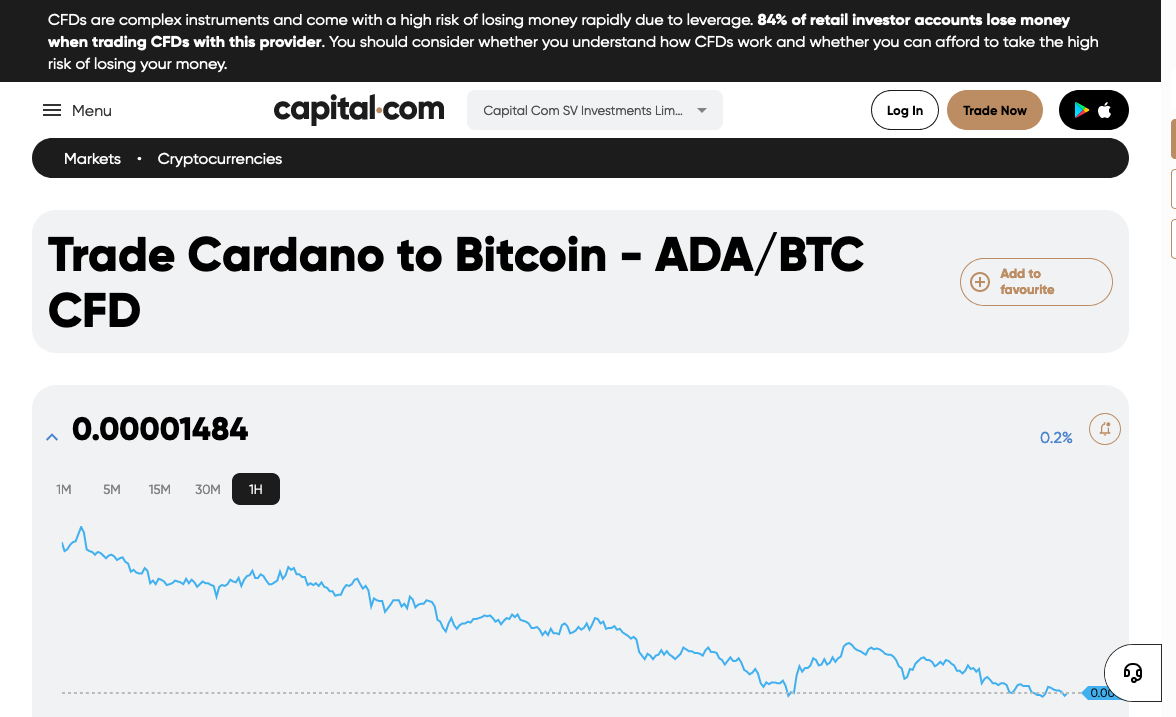 CFDs are complex instruments and come with a high risk of losing money rapidly due to leverage. 84% of retail investor accounts lose money
when trading CFDs with this provider. You should consider whether you understand how CFDs work and whether you can afford to take the high
risk of losing your money.
Menu
capital.com
Capital Com SV Investments Lim...
Log In
Trade Now
Markets • Cryptocurrencies
Trade Cardano to Bitcoin - ADA/BTC
CFD
Add to
favourite
0.00001484
0.2%
1M 5M 15M 30M 1H